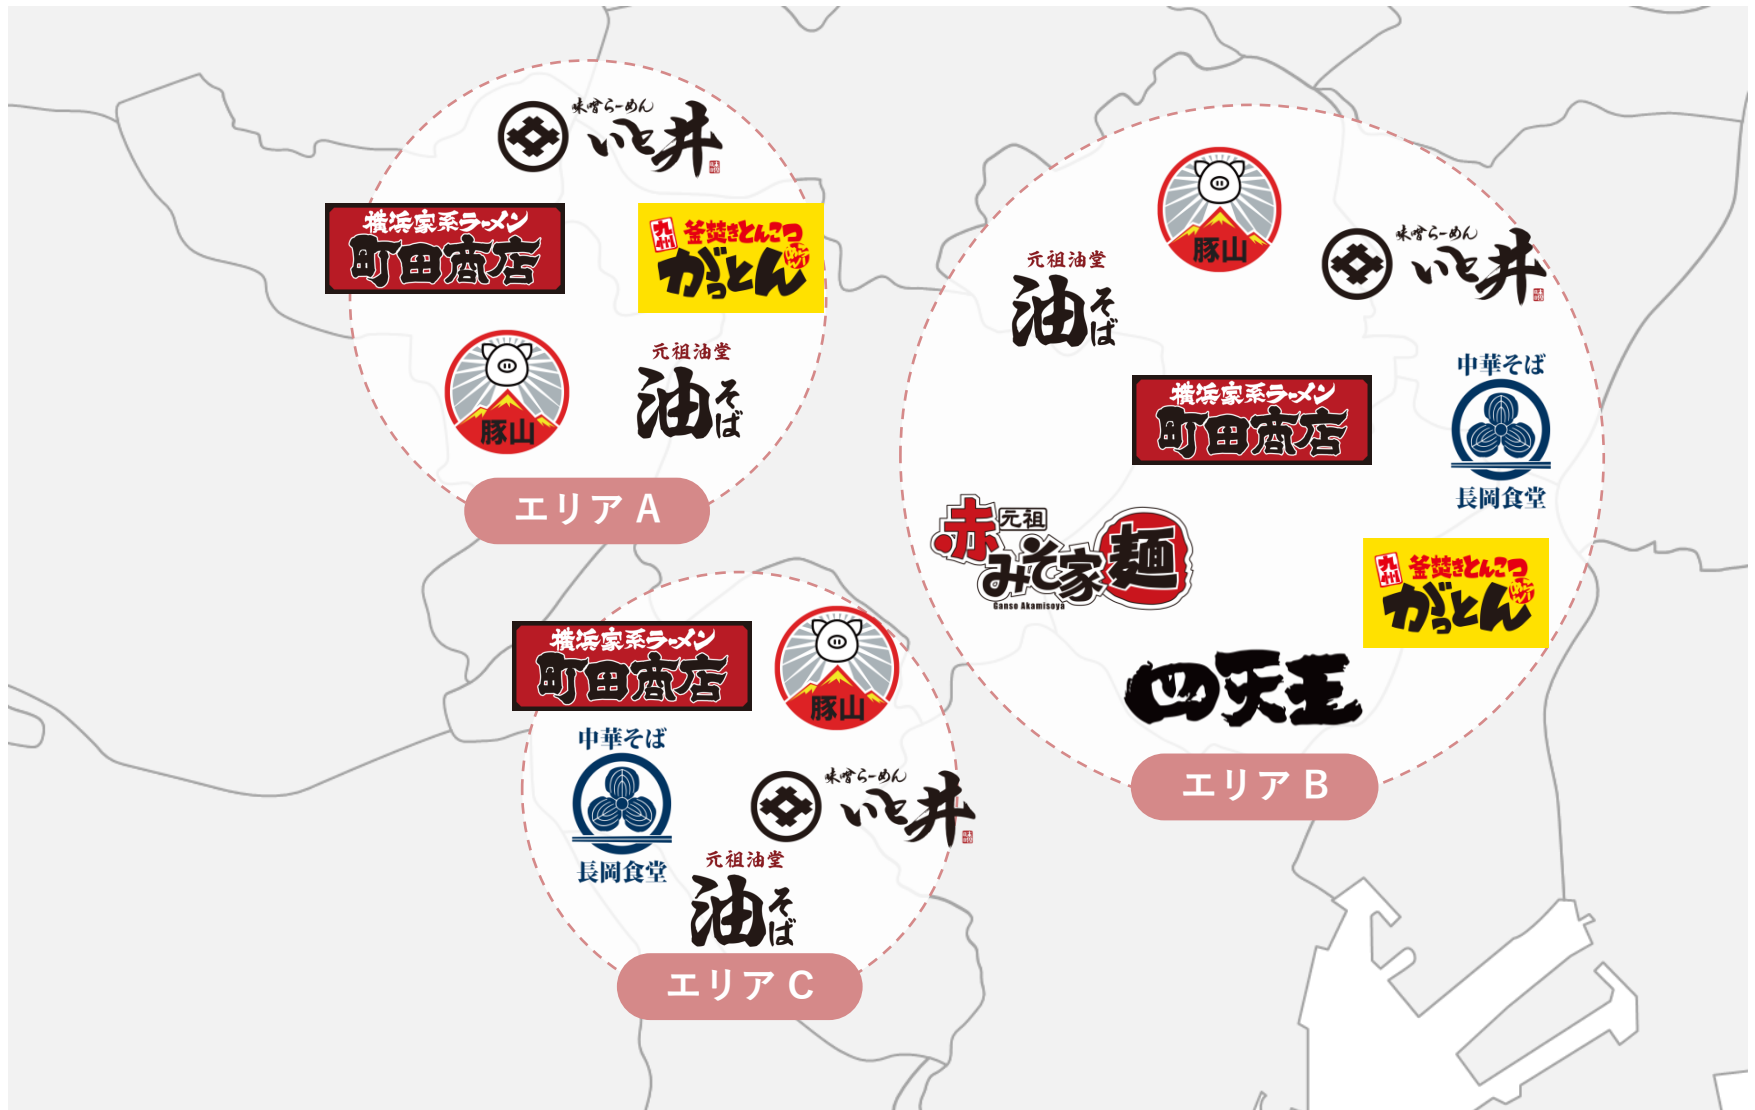 味噌らーめん
いと井
横浜家系ラーメン
町田商店
九州
釜焚きとんこつ
がっとん
豚山
元祖油堂
油そば
エリア A
豚山
味噌らーめん
いと井
元祖油堂
油そば
横浜家系ラーメン
町田商店
中華そば
長岡食堂
元祖
赤みそ家麺
Ganso Akamisoya
九州
釜焚きとんこつ
がっとん
四天王
エリア B
横浜家系ラーメン
町田商店
豚山
中華そば
長岡食堂
味噌らーめん
いと井
元祖油堂
油そば
エリア C